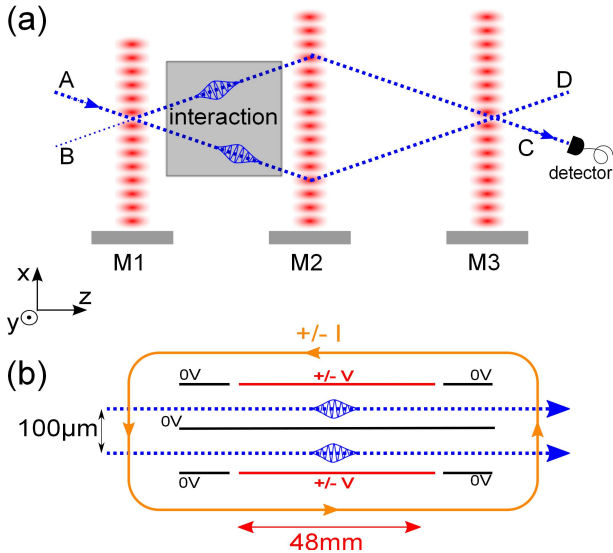 (a)
A
B
interaction
D
C
detector
M1
M2
M3
x
z
y
+/- I
(b)
0V
+/- V
0V
100µm
0V
0V
+/- V
0V
48mm